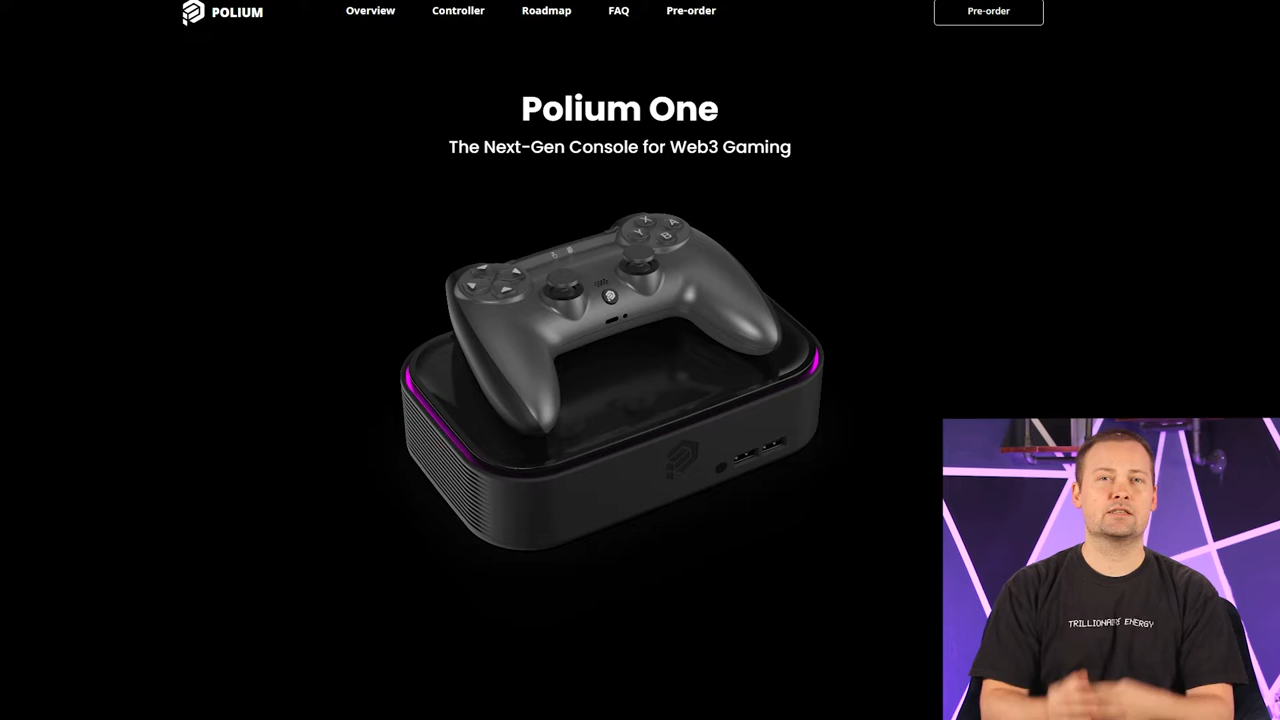 POLIUM
Overview
Controller
Roadmap
FAQ
Pre-order
Pre-order
Polium One
The Next-Gen Console for Web3 Gaming
X
A
Y
B
TRILLIONAIRE ENERGY